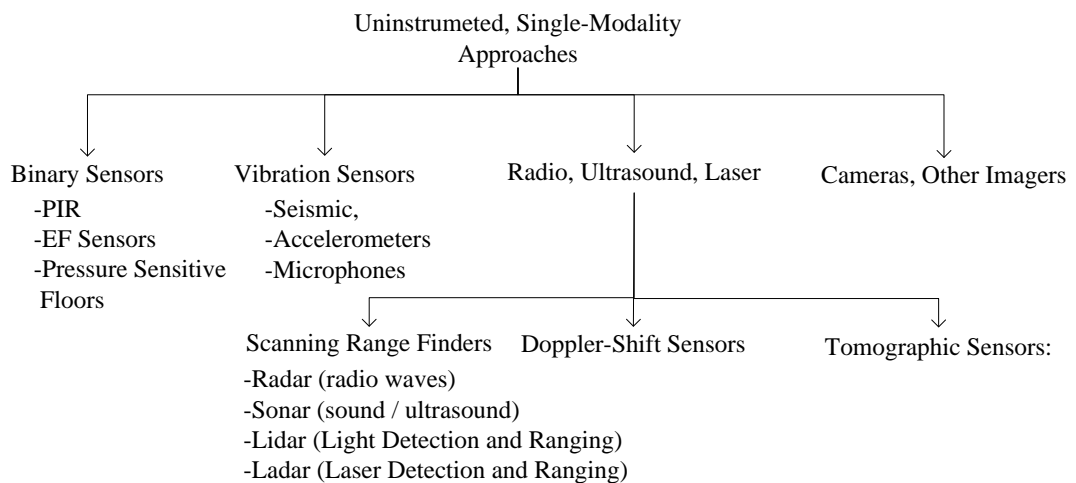 Uninstrumeted, Single-Modality
Approaches
Binary Sensors
-PIR
-EF Sensors
-Pressure Sensitive
Floors
Vibration Sensors
-Seismic,
-Accelerometers
-Microphones
Radio, Ultrasound, Laser
Cameras, Other Imagers
Scanning Range Finders
-Radar (radio waves)
-Sonar (sound / ultrasound)
-Lidar (Light Detection and Ranging)
-Ladar (Laser Detection and Ranging)
Doppler-Shift Sensors
Tomographic Sensors: